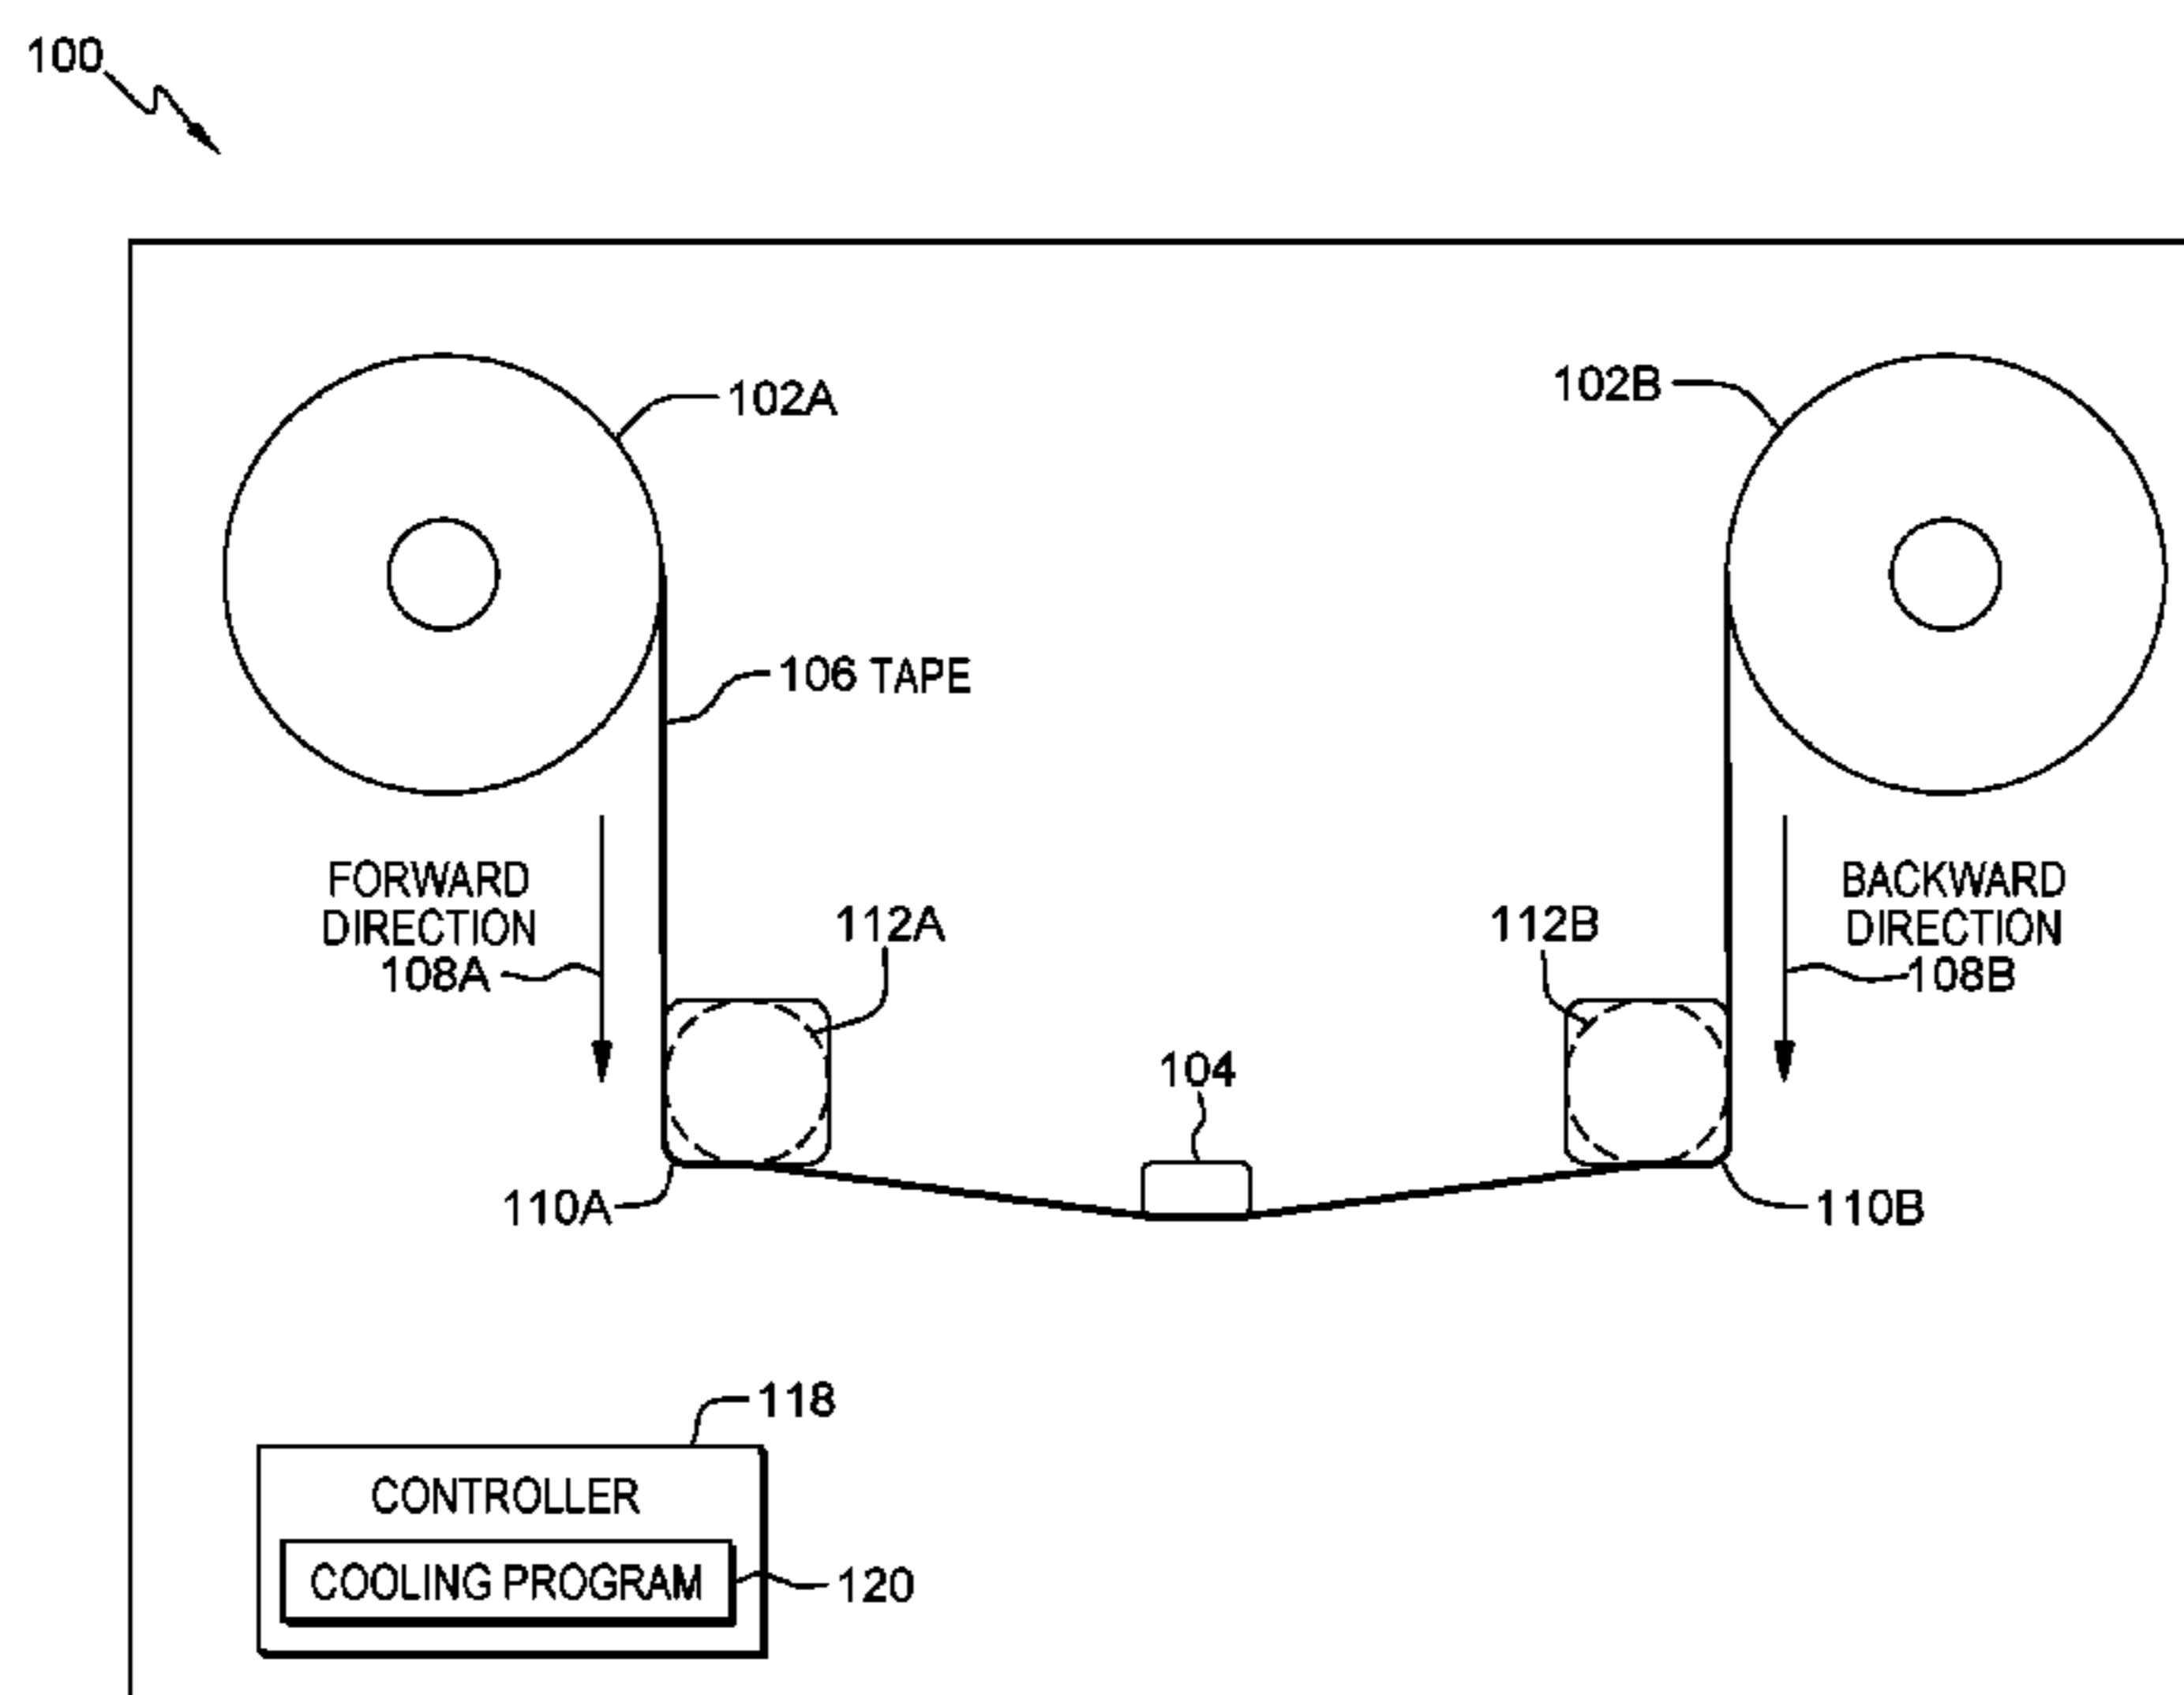 100
102A
102B
106 TAPE
FORWARD
DIRECTION
108A
112A
112B
BACKWARD
DIRECTION
108B
104
110A
110B
118
CONTROLLER
COOLING PROGRAM
120